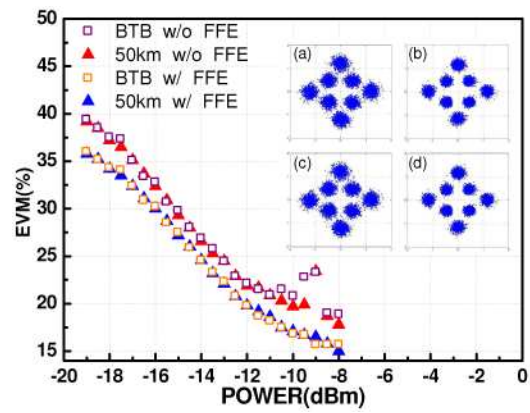 BTB w/o FFE
50km w/o FFE
BTB w/ FFE
50km w/ FFE
(a)
(b)
(c)
(d)
50
45
40
35
30
25
20
15
EVM(%)
-20 -18 -16 -14 -12 -10 -8 -6 -4 -2 0
POWER(dBm)